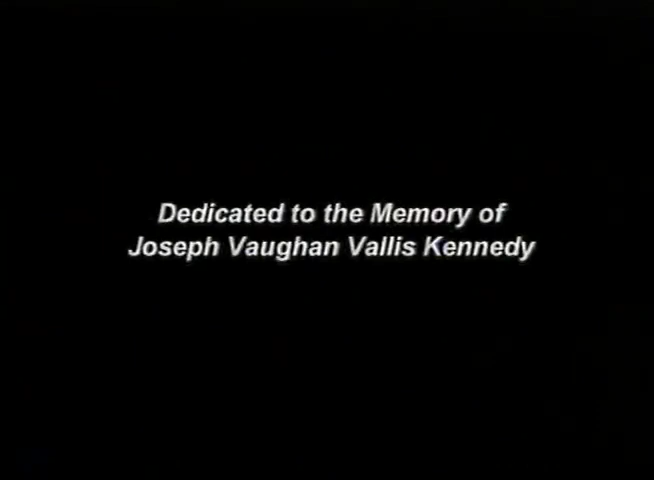 Dedicated to the Memory of
Joseph Vaughan Vallis Kennedy